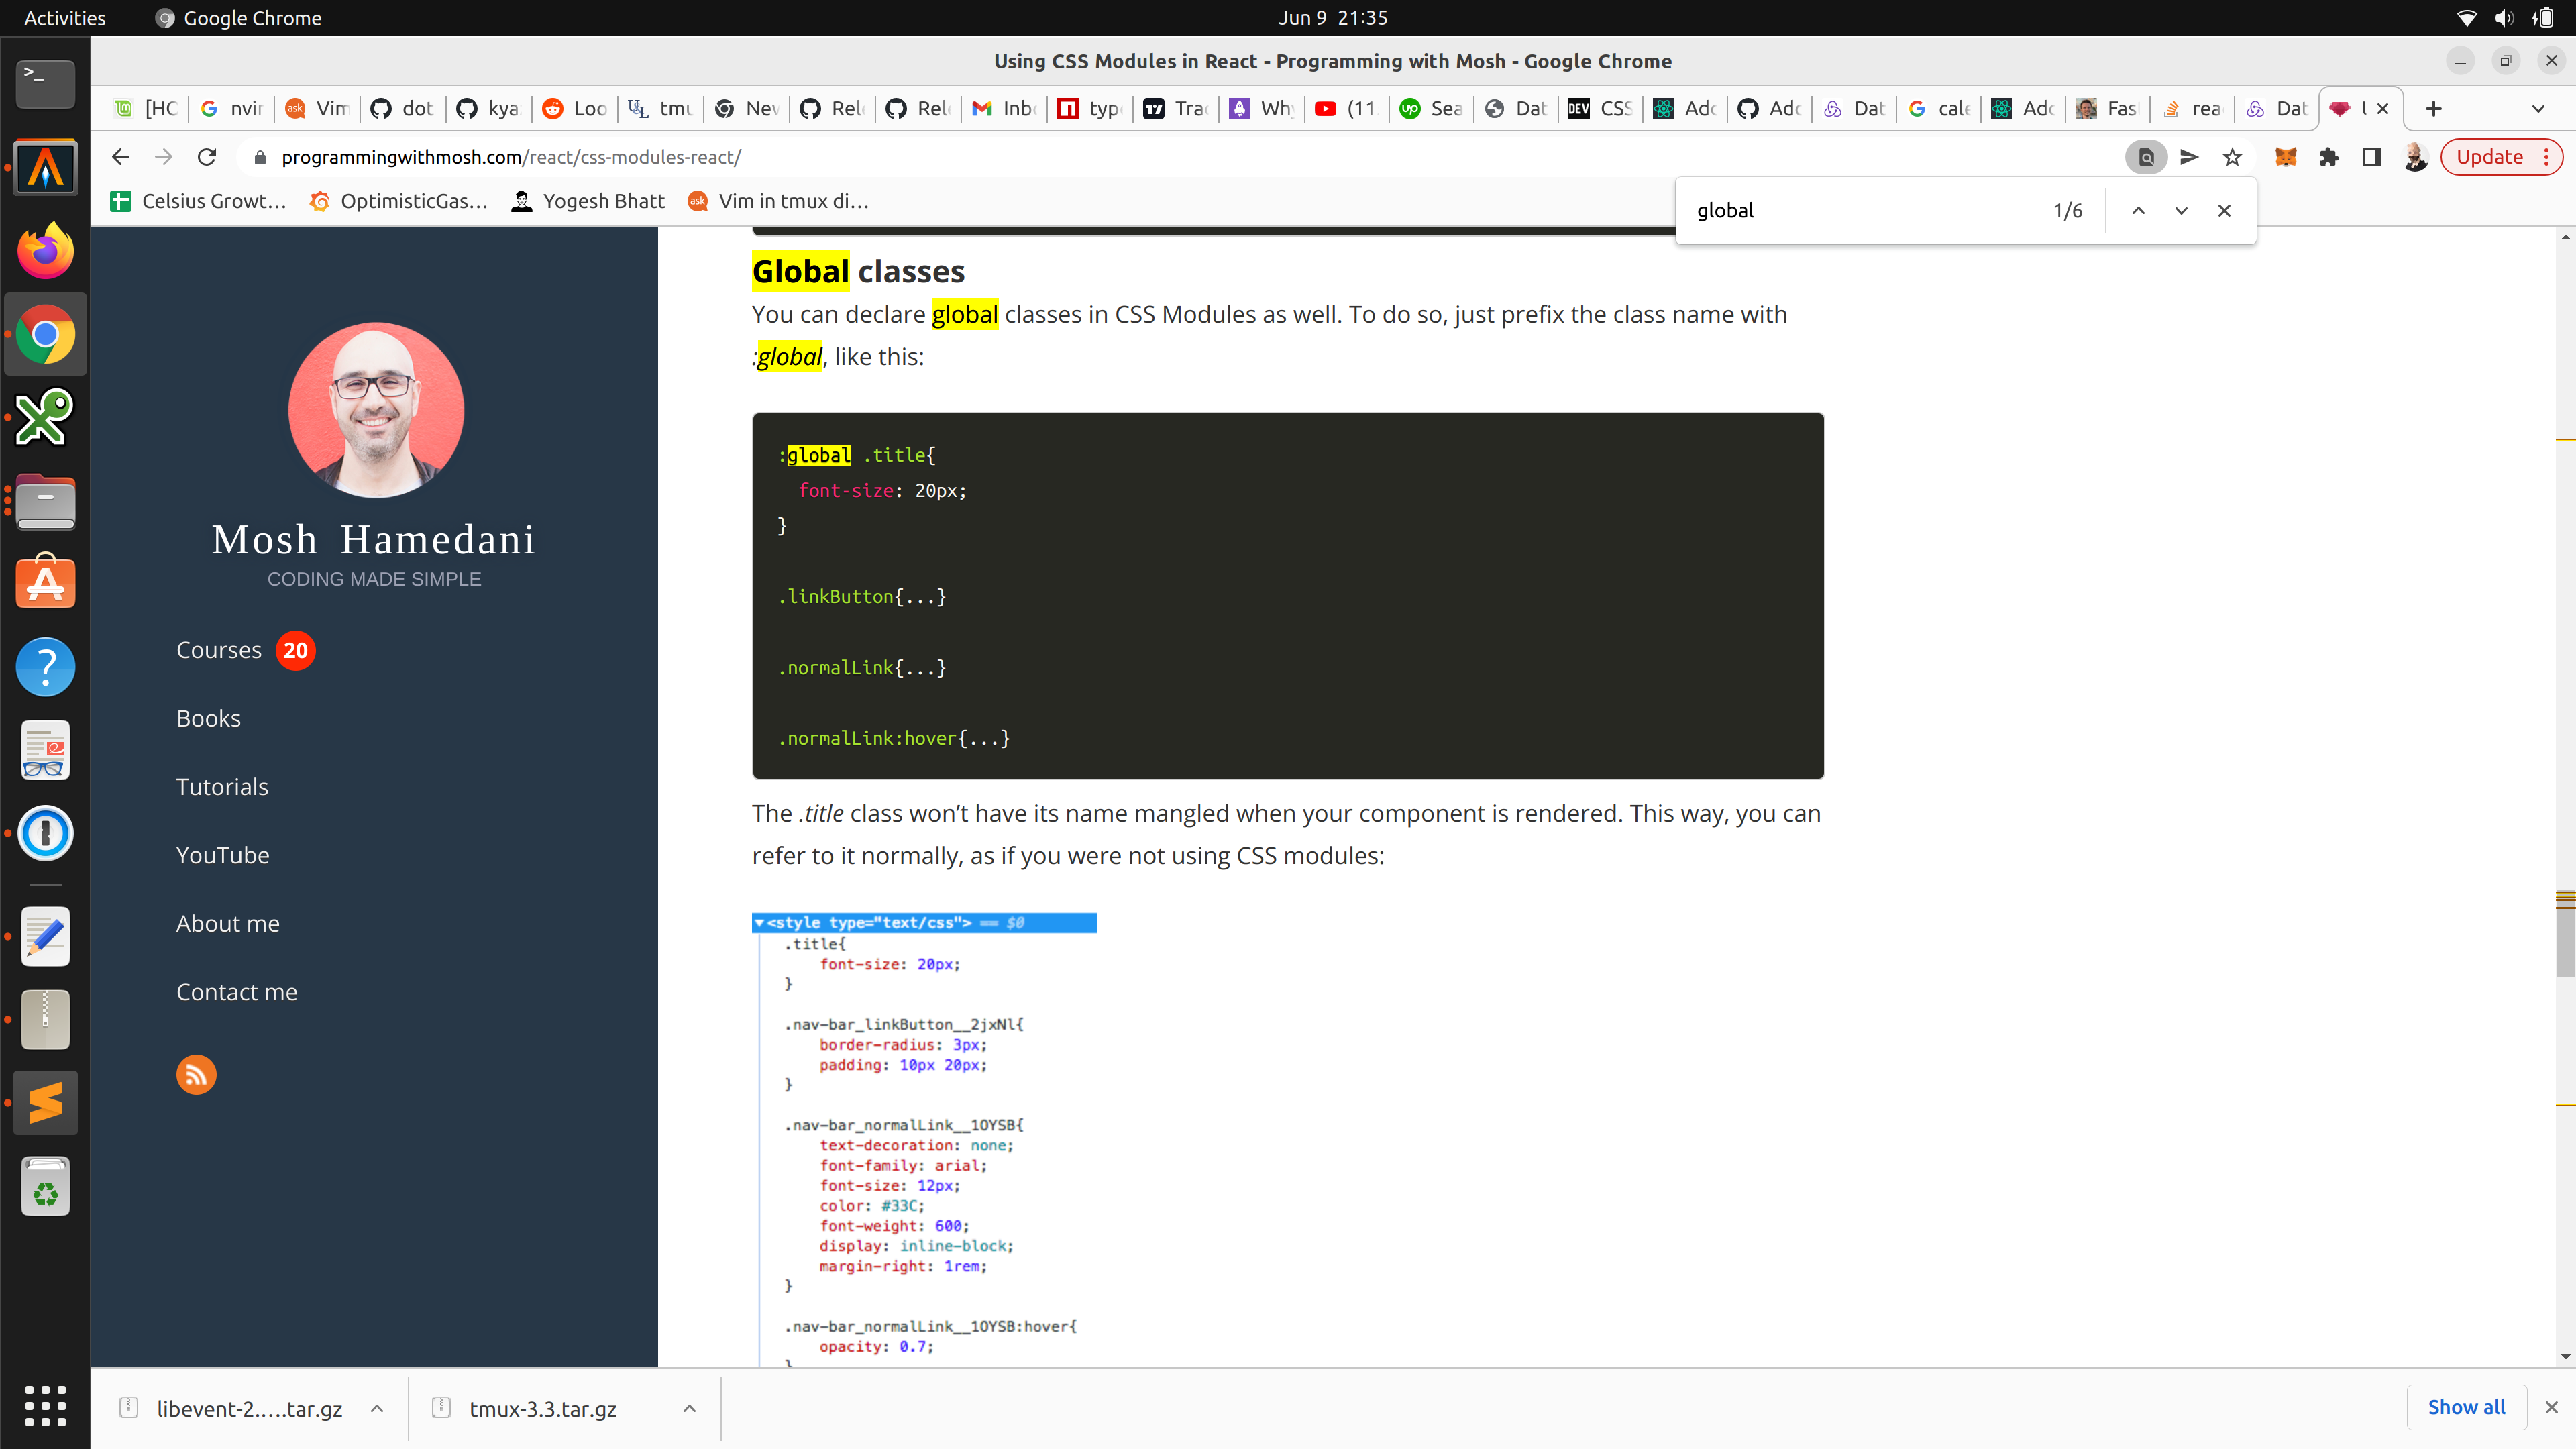 Activities
Google Chrome
Jun 9 21:35
Using CSS Modules in React - Programming with Mosh - Google Chrome
[HO nvir Vim dot kya Loo tmu Nev Rel Rel Inbo typ Tra Why (11 Sea Dat CSS Add Add Dat cale Add Fas rea Dat
programmingwithmosh.com/react/css-modules-react/
Update
Celsius Growt... OptimisticGas... Yogesh Bhatt Vim in tmux di...
global 1/6
Mosh Hamedani
CODING MADE SIMPLE
Courses 20
Books
Tutorials
YouTube
About me
Contact me
Global classes
You can declare global classes in CSS Modules as well. To do so, just prefix the class name with
:global, like this:
:global .title{
font-size: 20px;
}
.linkButton{...}
.normalLink{...}
.normalLink:hover{...}
The .title class won’t have its name mangled when your component is rendered. This way, you can
refer to it normally, as if you were not using CSS modules:
▼<style type="text/css"> == $0
.title{
font-size: 20px;
}
.nav-bar_linkButton__2jxNl{
border-radius: 3px;
padding: 10px 20px;
}
.nav-bar_normalLink__1OYSB{
text-decoration: none;
font-family: arial;
font-size: 12px;
color: #33C;
font-weight: 600;
display: inline-block;
margin-right: 1rem;
}
.nav-bar_normalLink__1OYSB:hover{
opacity: 0.7;
}
libevent-2.....tar.gz
tmux-3.3.tar.gz
Show all